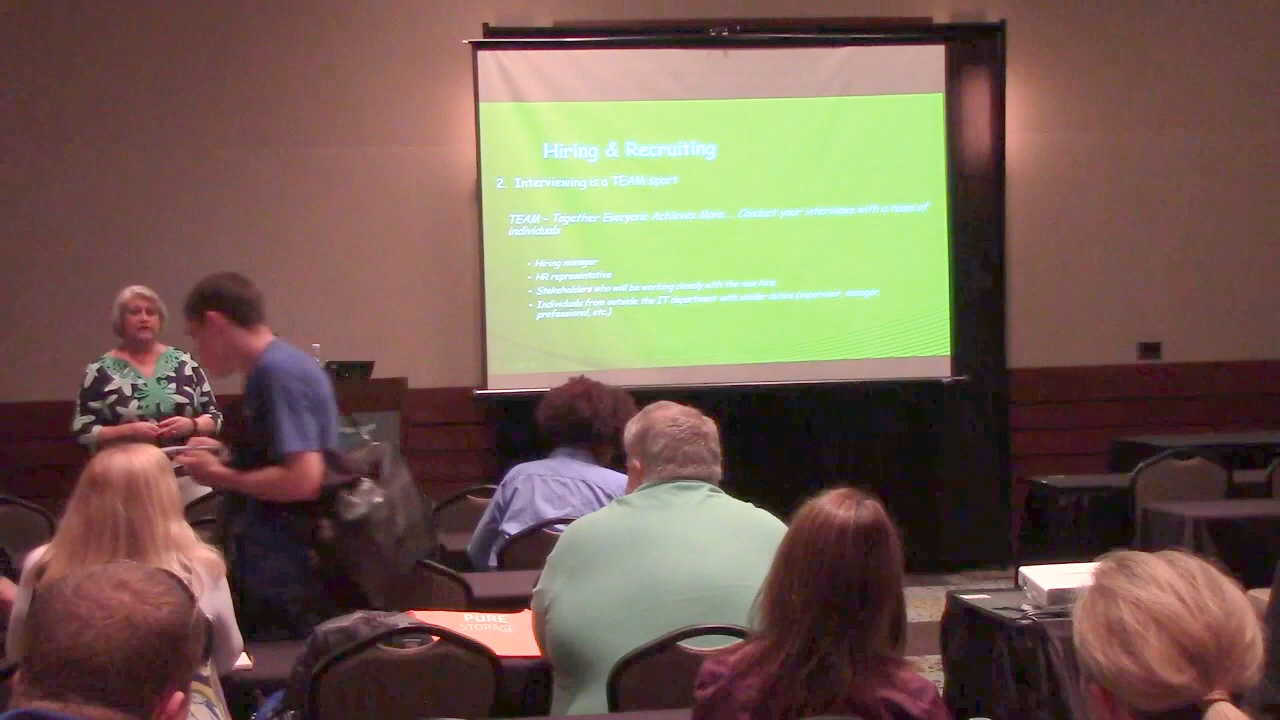 Hiring & Recruiting
2. Interviewing is a TEAM sport
TEAM – Together Everyone Achieves More... Conduct your interviews with a team of
individuals
• Hiring manager
• HR representative
• Stakeholders who will be working closely with the new hire
• Individuals from outside the IT department with similar duties (supervisor, manager,
professional, etc.)
PURE
STORAGE